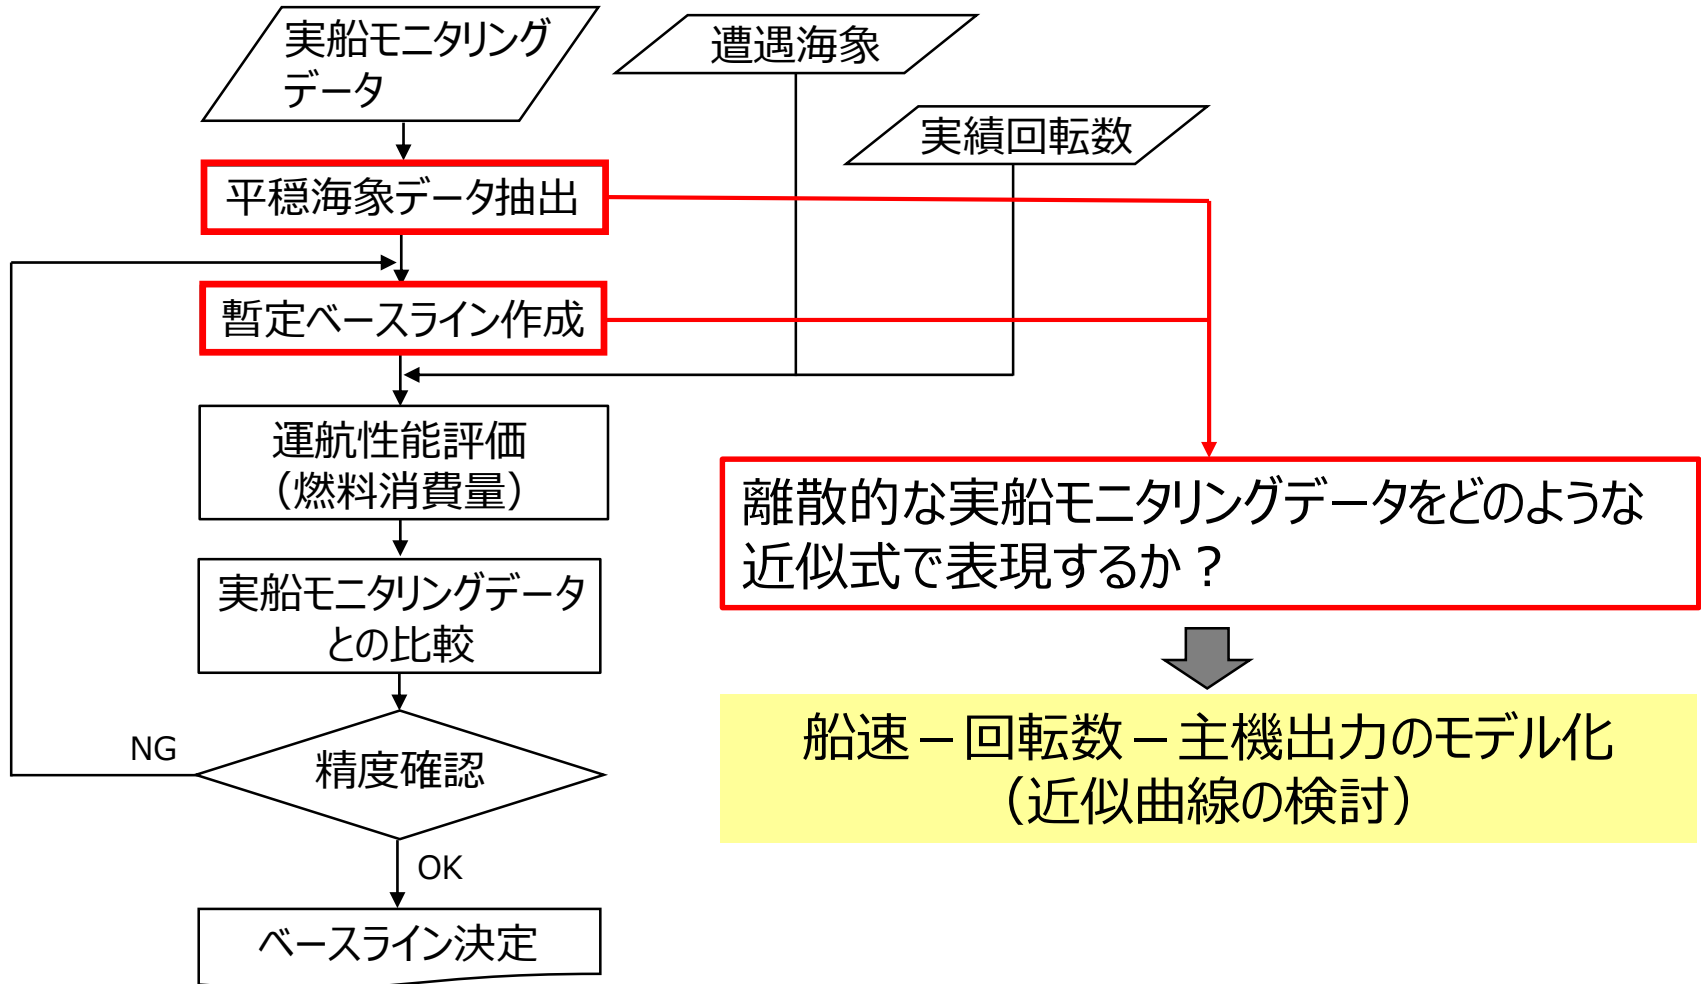 実船モニタリング
データ
遭遇海象
実績回転数
平穏海象データ抽出
暫定ベースライン作成
運航性能評価
（燃料消費量）
実船モニタリングデータ
との比較
精度確認
NG
OK
ベースライン決定
離散的な実船モニタリングデータをどのような
近似式で表現するか？
船速－回転数－主機出力のモデル化
（近似曲線の検討）